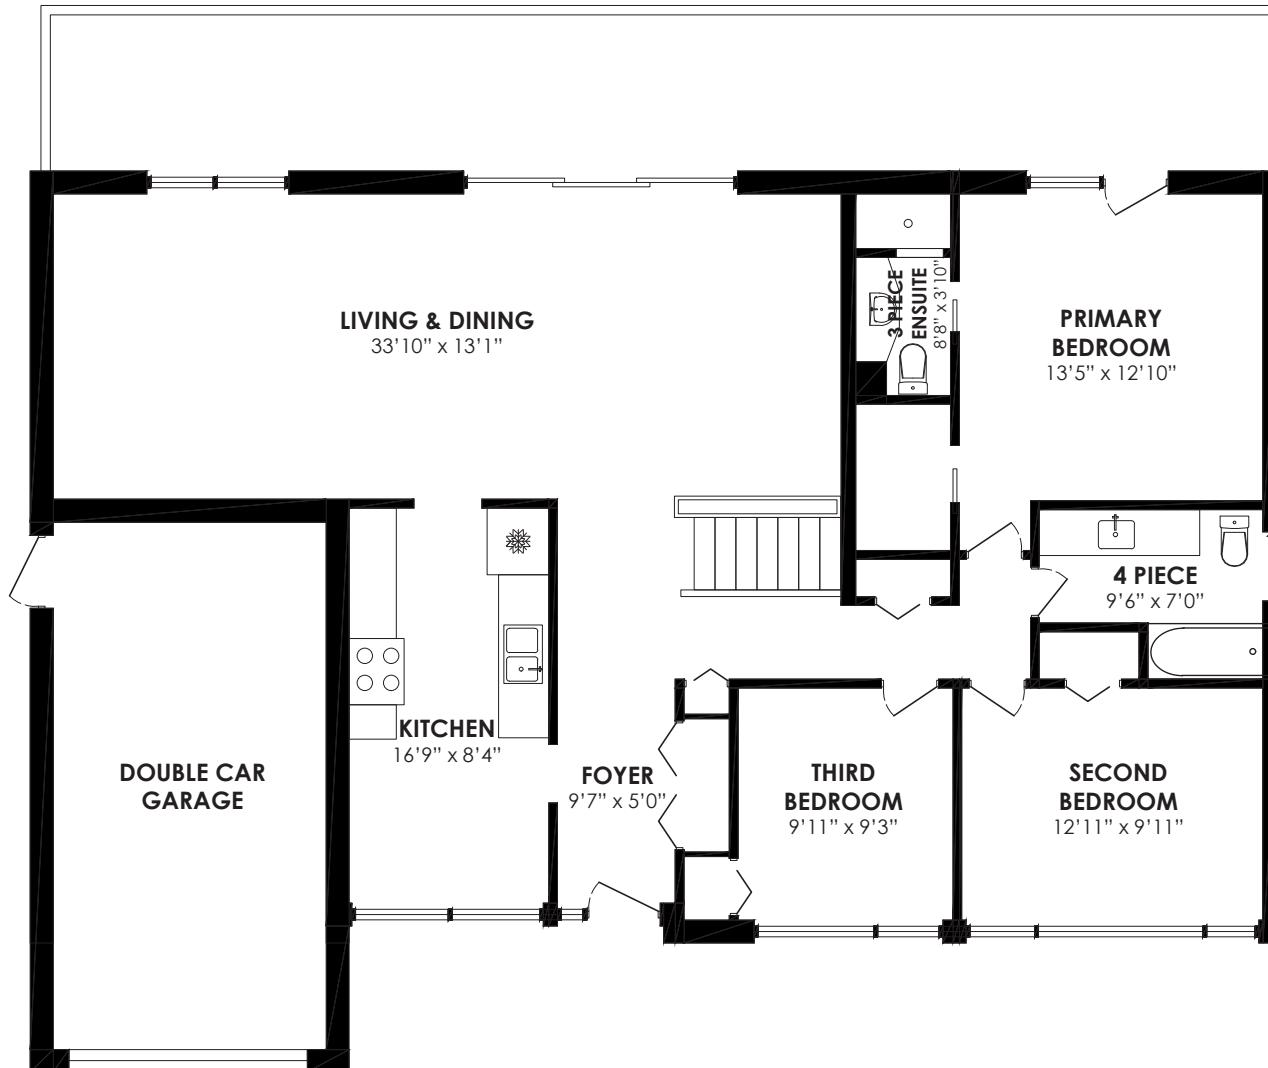 LIVING & DINING
33’10” x 13’1”
3 PIECE
ENSUITE
8’8” x 3’10”
PRIMARY
BEDROOM
13’5” x 12’10”
4 PIECE
9’6” x 7’0”
KITCHEN
16’9” x 8’4”
DOUBLE CAR
GARAGE
FOYER
9’7” x 5’0”
THIRD
BEDROOM
9’11” x 9’3”
SECOND
BEDROOM
12’11” x 9’11”